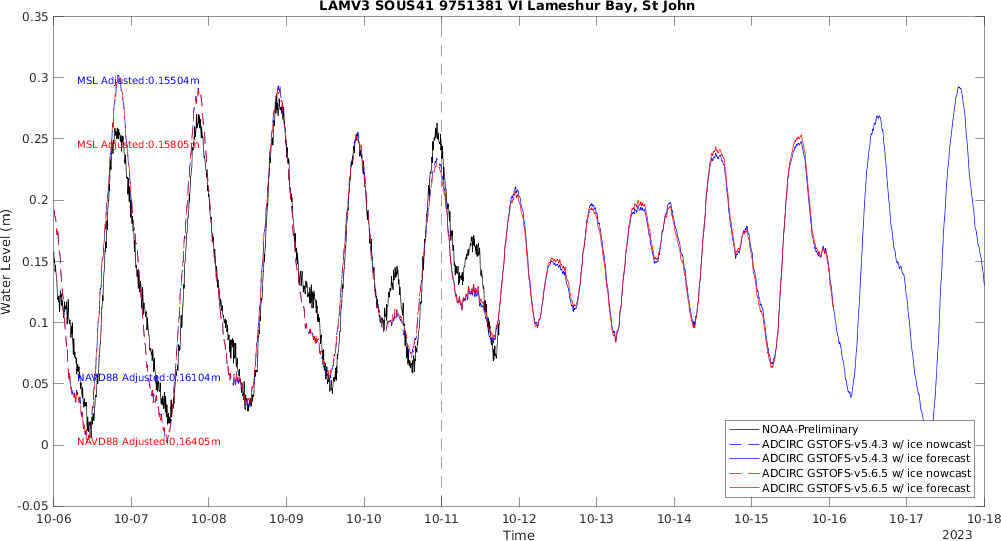 LAMV3 SOUS41 9751381 VI Lameshur Bay, St John
0.35
0.3
0.25
0.2
0.15
0.1
0.05
0
-0.05
Water Level (m)
MSL Adjusted:0.15504m
MSL Adjusted:0.15805m
NAVD88 Adjusted:0.16104m
NAVD88 Adjusted:0.16405m
NOAA-Preliminary
ADCIRC GSTOFS-v5.4.3 w/ ice nowcast
ADCIRC GSTOFS-v5.4.3 w/ ice forecast
ADCIRC GSTOFS-v5.6.5 w/ ice nowcast
ADCIRC GSTOFS-v5.6.5 w/ ice forecast
10-06 10-07 10-08 10-09 10-10 10-11 10-12 10-13 10-14 10-15 10-16 10-17 10-18
Time
2023